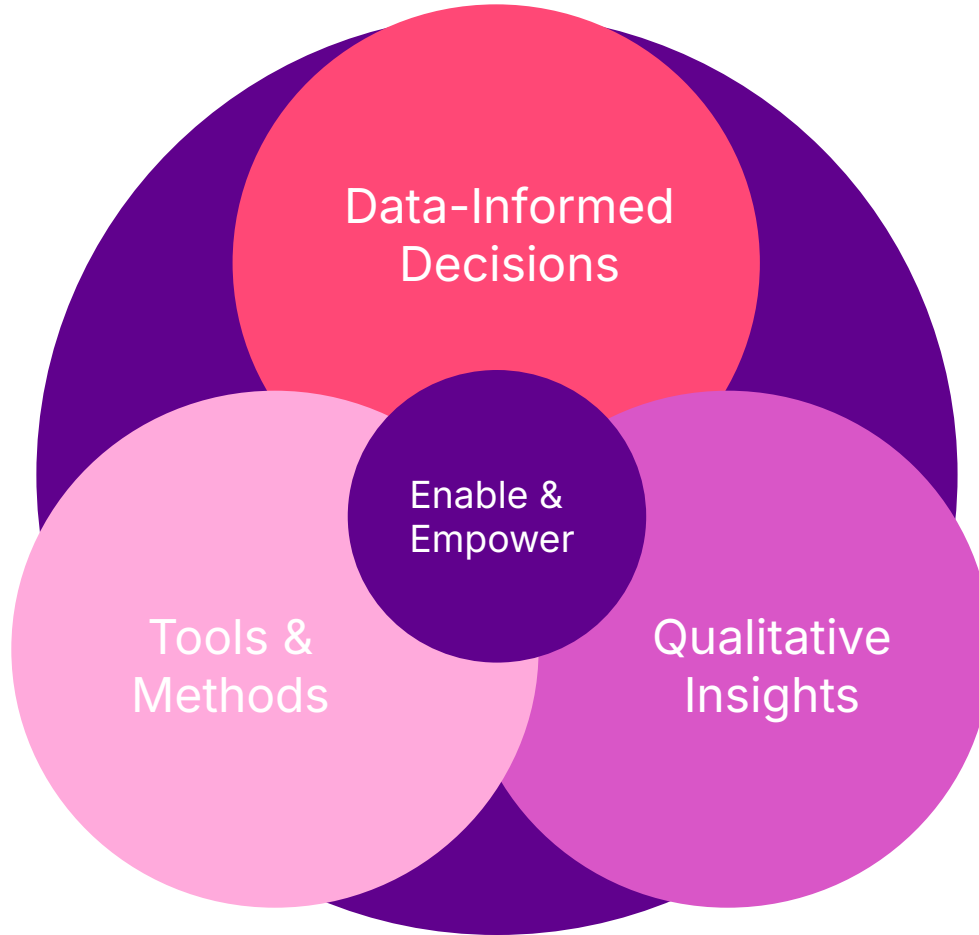 Data-Informed
Decisions
Enable &
Empower
Tools &
Methods
Qualitative
Insights